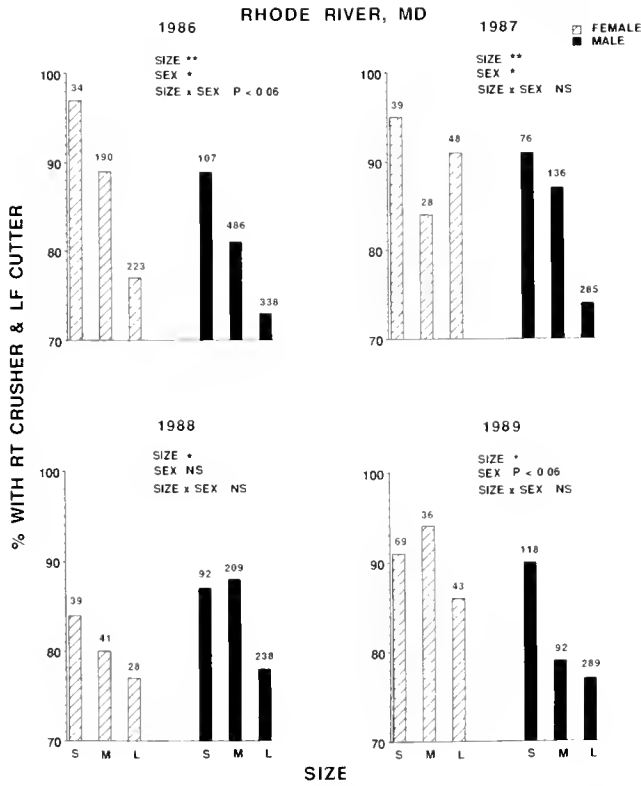 RHODE RIVER, MD
FEMALE
MALE
% WITH RT CRUSHER & LF CUTTER
1986
SIZE **
SEX *
SIZE x SEX P < 0 06
100
90
80
70
34
190
223
107
486
338
1987
SIZE **
SEX *
SIZE x SEX NS
100
90
80
70
39
28
48
76
136
285
1988
SIZE *
SEX NS
SIZE x SEX NS
100
90
80
70
39
41
28
92
209
238
S M L S M L
1989
SIZE *
SEX P < 0 06
SIZE x SEX NS
100
90
80
70
69
36
43
118
92
289
S M L S M L
SIZE